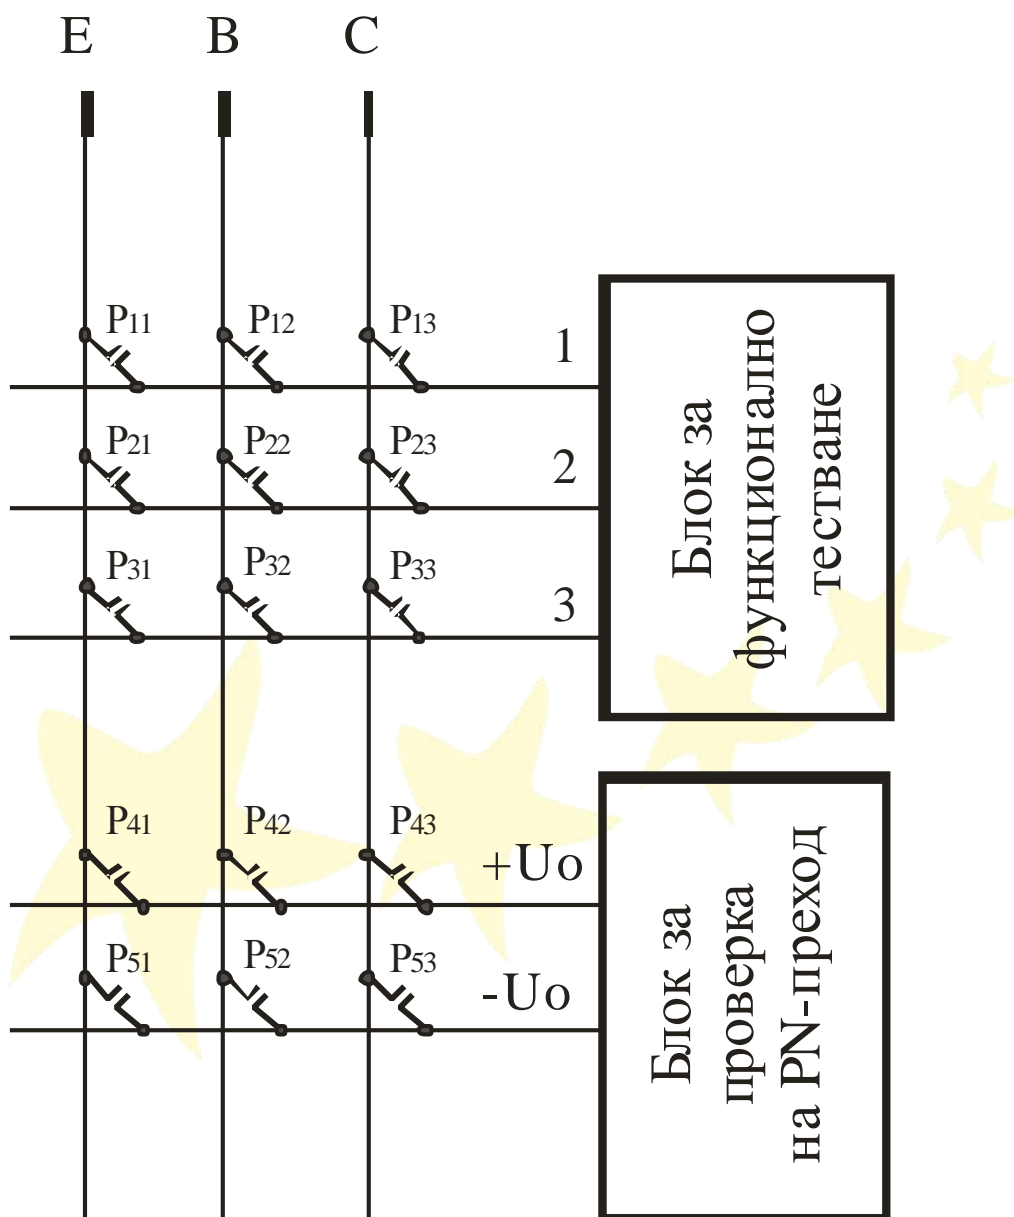 E B C
P11 P12 P13 1
P21 P22 P23 2
P31 P32 P33 3
Блок за
функционално
тестване
P41 P42 P43 +Uo
P51 P52 P53 -Uo
Блок за
проверка
на PN-преход